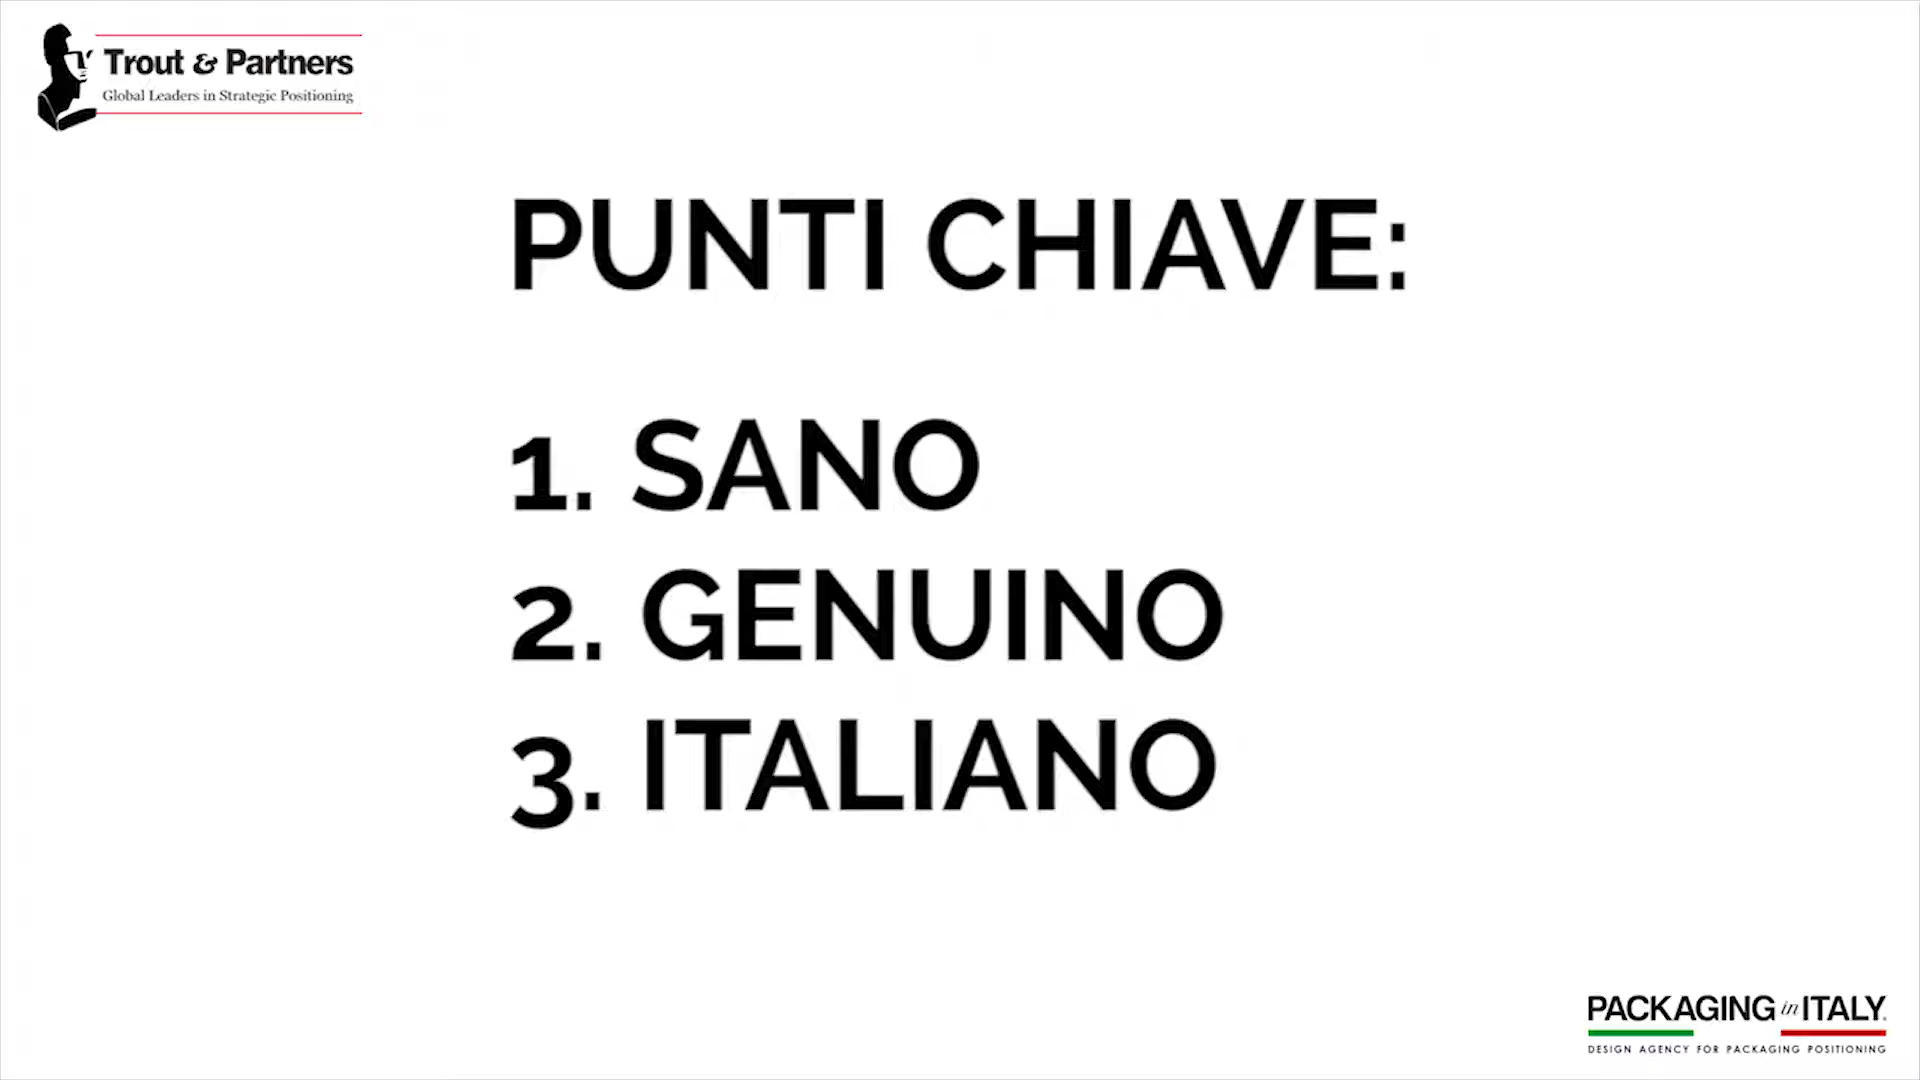 Trout & Partners
Global Leaders in Strategic Positioning
PUNTI CHIAVE:
1. SANO
2. GENUINO
3. ITALIANO
PACKAGING in ITALY
DESIGN AGENCY FOR PACKAGING POSITIONING